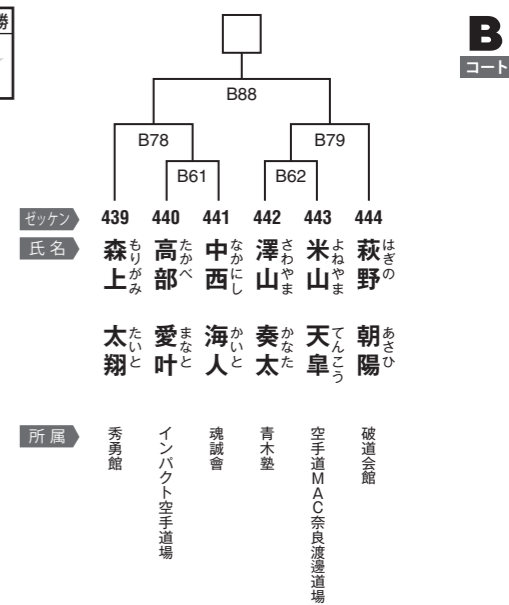 勝
B
コート
B88
B78
B79
B61
B62
ゼッケン
439
440
441
442
443
444
氏名
森上 太翔
もりがみ たいと
高部 愛叶
たかべ まなと
中西 海人
なかにし かいと
澤山 奏太
さわやま かなた
米山 天皐
よねやま てんこう
萩野 朝陽
はぎの あさひ
所属
秀勇館
インパクト空手道場
魂誠會
青木塾
空手道MAC奈良渡邊道場
破道会館